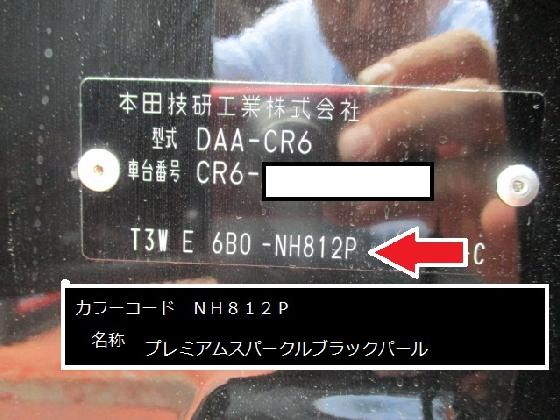 本田技研工業株式会社
型式 DAA-CR6
車台番号 CR6-
T3W E 6B0-NH812P -C
カラーコード NH812P
名称 プレミアムスパークルブラックパール